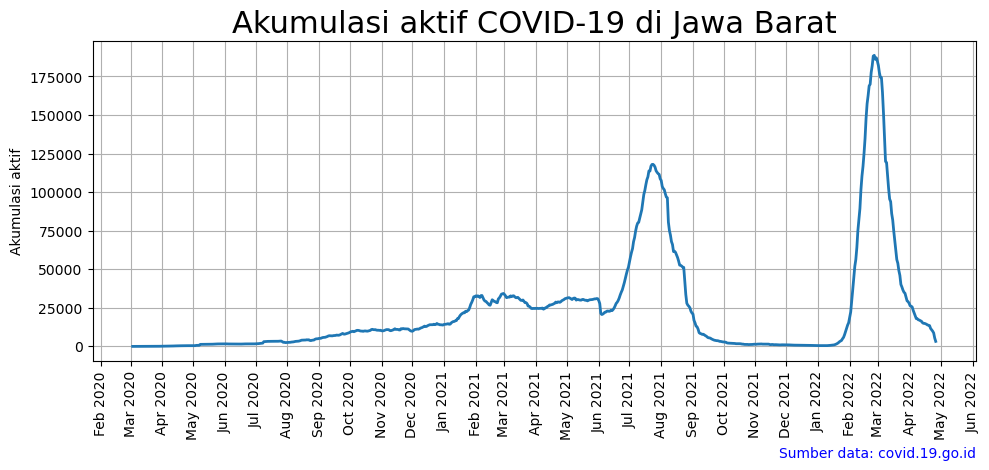 Akumulasi aktif COVID-19 di Jawa Barat
Akumulasi aktif
175000
150000
125000
100000
75000
50000
25000
0
Feb 2020
Mar 2020
Apr 2020
May 2020
Jun 2020
Jul 2020
Aug 2020
Sep 2020
Oct 2020
Nov 2020
Dec 2020
Jan 2021
Feb 2021
Mar 2021
Apr 2021
May 2021
Jun 2021
Jul 2021
Aug 2021
Sep 2021
Oct 2021
Nov 2021
Dec 2021
Jan 2022
Feb 2022
Mar 2022
Apr 2022
May 2022
Jun 2022
Sumber data: covid.19.go.id